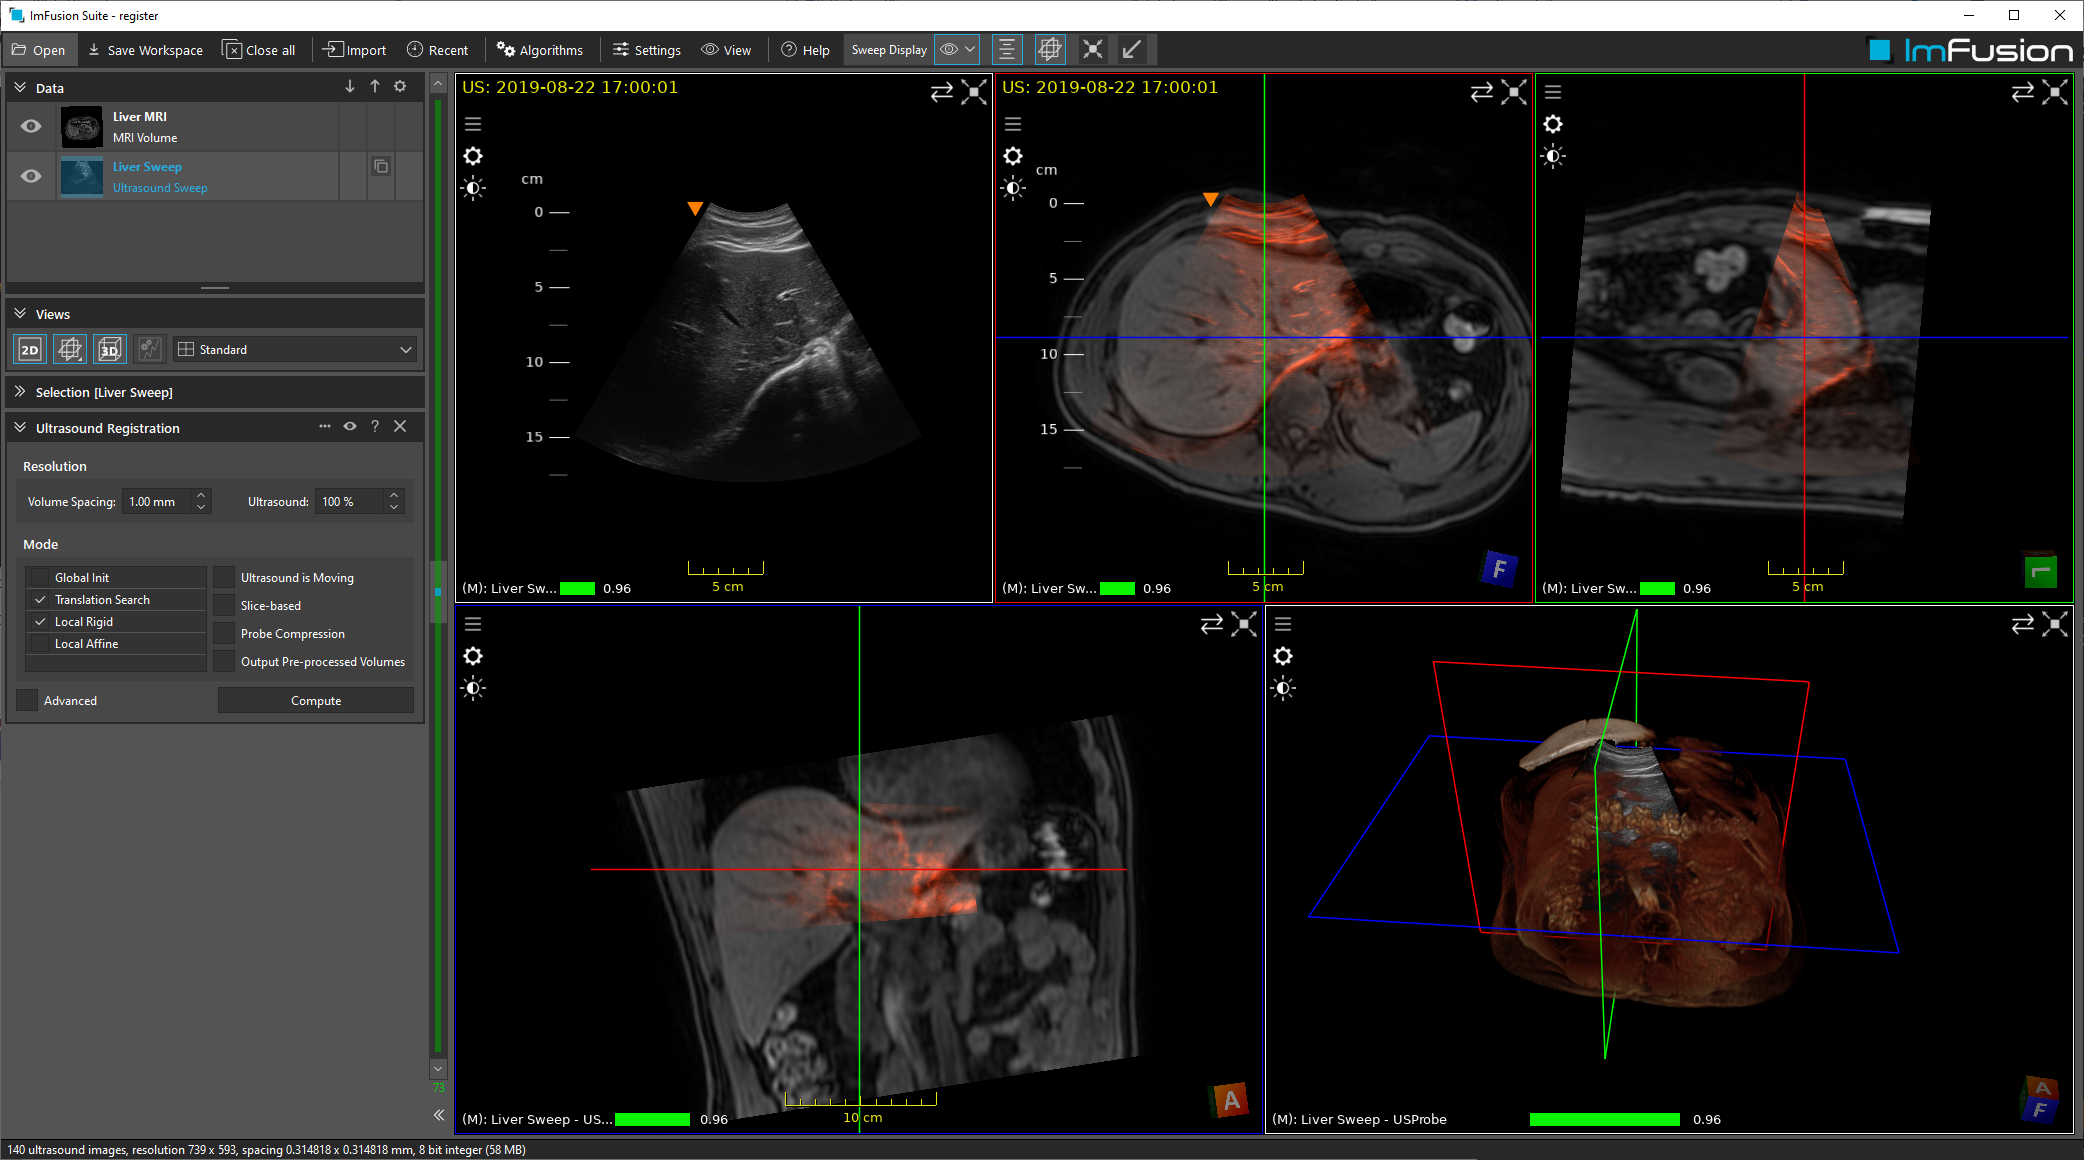 ImFusion Suite - register
Open Save Workspace Close all Import Recent Algorithms Settings View Help Sweep Display
ImFusion
Data
Liver MRI
MRI Volume
Liver Sweep
Ultrasound Sweep
Views
2D 3D Standard
Selection [Liver Sweep]
Ultrasound Registration ?
Resolution
Volume Spacing: 1.00 mm Ultrasound: 100 %
Mode
Global Init
Translation Search
Local Rigid
Local Affine
Ultrasound is Moving
Slice-based
Probe Compression
Output Pre-processed Volumes
Advanced Compute
73
US: 2019-08-22 17:00:01
cm
0
5
10
15
5 cm
(M): Liver Sw... 0.96
US: 2019-08-22 17:00:01
cm
0
5
10
15
F
5 cm
(M): Liver Sw... 0.96
L
5 cm
(M): Liver Sw... 0.96
A
10 cm
(M): Liver Sweep - US... 0.96
A
F
(M): Liver Sweep - USProbe 0.96
140 ultrasound images, resolution 739 x 593, spacing 0.314818 x 0.314818 mm, 8 bit integer (58 MB)